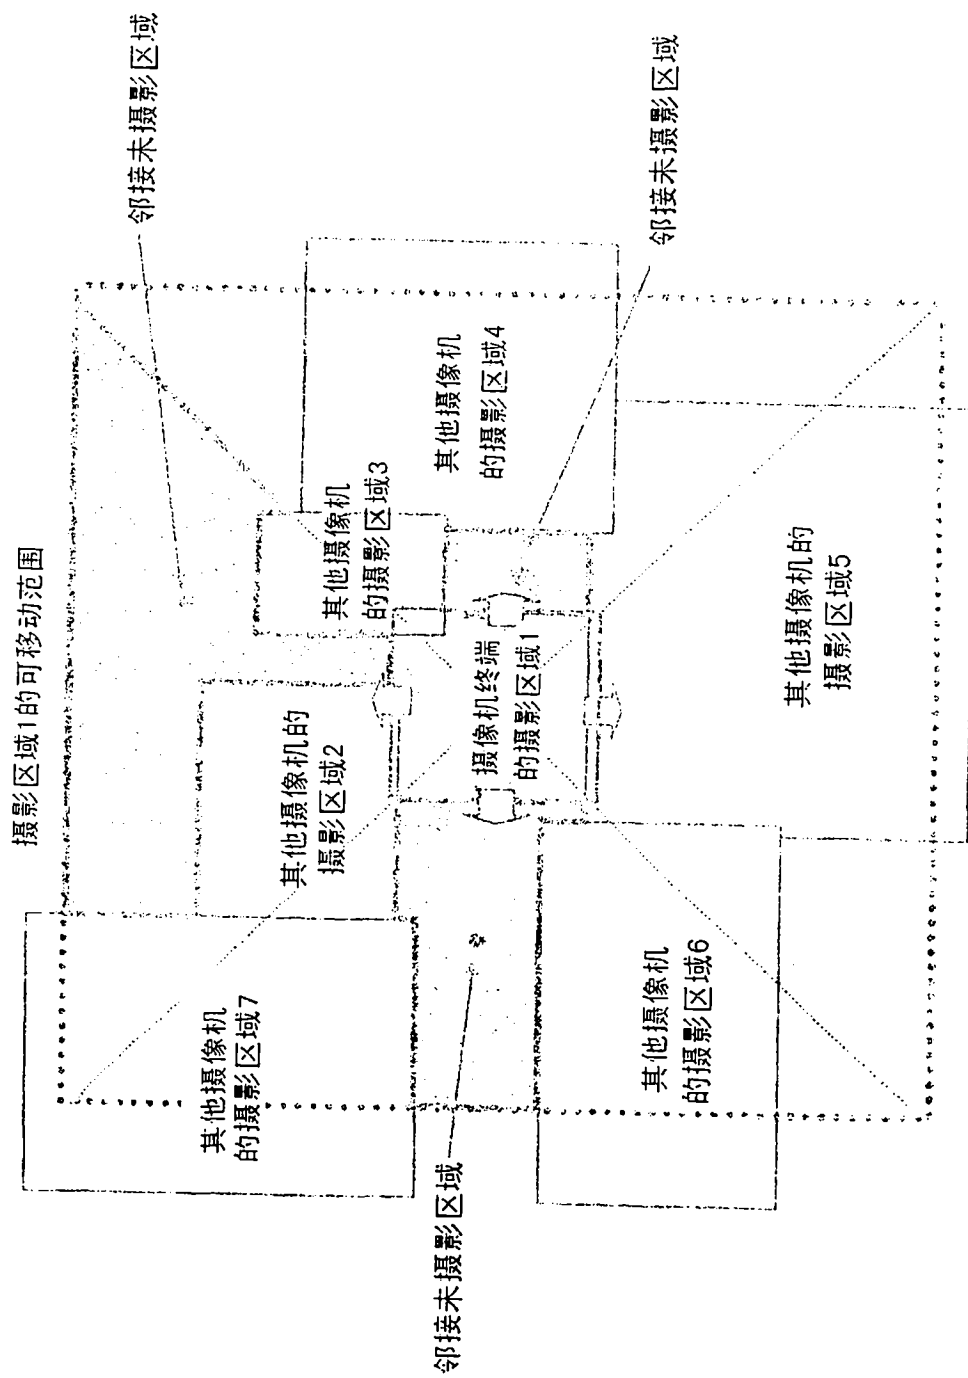 摄影区域1的可移动范围
邻接未摄影区域
其他摄像机
的摄影区域7
其他摄像机的
摄影区域2
其他摄像机
的摄影区域3
其他摄像机
的摄影区域4
邻接未摄影区域
摄像机终端
的摄影区域1
邻接未摄影区域
其他摄像机
的摄影区域6
其他摄像机的
摄影区域5